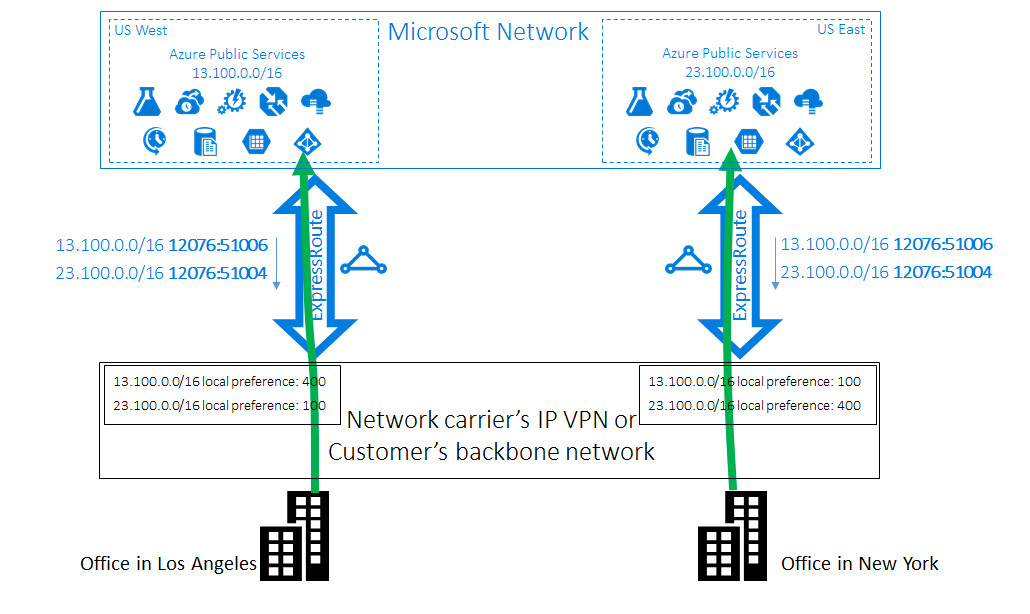 US West
Microsoft Network
US East
Azure Public Services
13.100.0.0/16
Azure Public Services
23.100.0.0/16
13.100.0.0/16 12076:51006
23.100.0.0/16 12076:51004
ExpressRoute
ExpressRoute
13.100.0.0/16 12076:51006
23.100.0.0/16 12076:51004
13.100.0.0/16 local preference: 400
23.100.0.0/16 local preference: 100
13.100.0.0/16 local preference: 100
23.100.0.0/16 local preference: 400
Network carrier's IP VPN or
Customer's backbone network
Office in Los Angeles
Office in New York